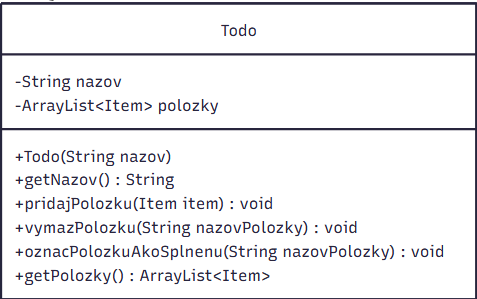 Todo
-String nazov
-ArrayList<Item> polozky
+Todo(String nazov)
+getNazov() : String
+pridajPolozku(Item item) : void
+vymazPolozku(String nazovPolozky) : void
+oznacPolozkuAkoSplnenu(String nazovPolozky) : void
+getPolozky() : ArrayList<Item>